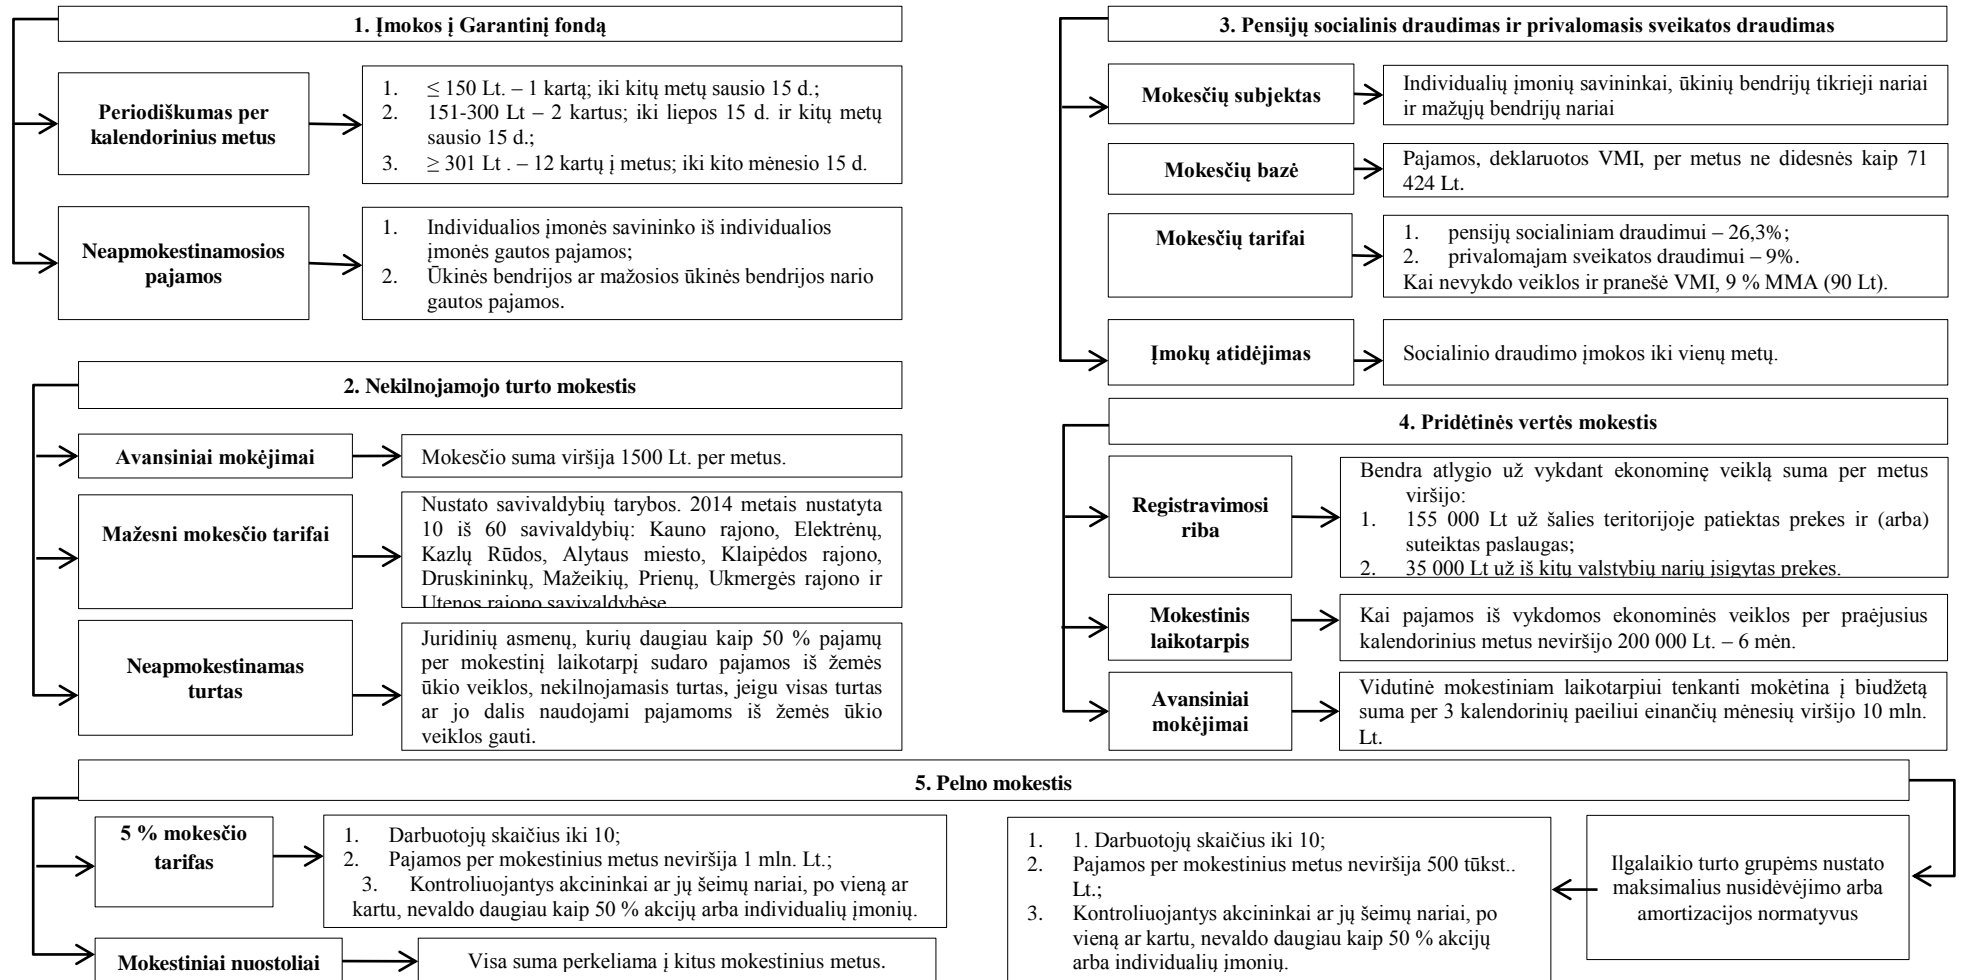 1. Įmokos į Garantinį fondą
Periodiškumas per
kalendorinius metus
1. ≤ 150 Lt. – 1 kartą; iki kitų metų sausio 15 d.;
2. 151-300 Lt – 2 kartus; iki liepos 15 d. ir kitų metų
sausio 15 d.;
3. ≥ 301 Lt . – 12 kartų į metus; iki kito mėnesio 15 d.
Neapmokestinamosios
pajamos
1. Individualios įmonės savininko iš individualios
įmonės gautos pajamos;
2. Ūkinės bendrijos ar mažosios ūkinės bendrijos nario
gautos pajamos.
2. Nekilnojamojo turto mokestis
Avansiniai mokėjimai
Mokesčio suma viršija 1500 Lt. per metus.
Mažesni mokesčio tarifai
Nustato savivaldybių tarybos. 2014 metais nustatyta
10 iš 60 savivaldybių: Kauno rajono, Elektrėnų,
Kazlų Rūdos, Alytaus miesto, Klaipėdos rajono,
Druskininkų, Mažeikių, Prienų, Ukmergės rajono ir
Utenos rajono savivaldybėse
Neapmokestinamas
turtas
Juridinių asmenų, kurių daugiau kaip 50 % pajamų
per mokestinį laikotarpį sudaro pajamos iš žemės
ūkio veiklos, nekilnojamasis turtas, jeigu visas turtas
ar jo dalis naudojami pajamoms iš žemės ūkio
veiklos gauti.
3. Pensijų socialinis draudimas ir privalomasis sveikatos draudimas
Mokesčių subjektas
Individualių įmonių savininkai, ūkinių bendrijų tikrieji nariai
ir mažųjų bendrijų nariai
Mokesčių bazė
Pajamos, deklaruotos VMI, per metus ne didesnės kaip 71
424 Lt.
Mokesčių tarifai
1. pensijų socialiniam draudimui – 26,3%;
2. privalomajam sveikatos draudimui – 9%.
Kai nevykdo veiklos ir pranešė VMI, 9 % MMA (90 Lt).
Įmokų atidėjimas
Socialinio draudimo įmokos iki vienų metų.
4. Pridėtinės vertės mokestis
Registravimosi
riba
Bendra atlygio už vykdant ekonominę veiklą suma per metus
viršijo:
1. 155 000 Lt už šalies teritorijoje patiektas prekes ir (arba)
suteiktas paslaugas;
2. 35 000 Lt už iš kitų valstybių narių įsigytas prekes.
Mokestinis
laikotarpis
Kai pajamos iš vykdomos ekonominės veiklos per praėjusius
kalendorinius metus neviršijo 200 000 Lt. – 6 mėn.
Avansiniai
mokėjimai
Vidutinė mokestiniam laikotarpiui tenkanti mokėtina į biudžetą
suma per 3 kalendorinių paeiliui einančių mėnesių viršijo 10 mln.
Lt.
5. Pelno mokestis
5 % mokesčio
tarifas
1. Darbuotojų skaičius iki 10;
2. Pajamos per mokestinius metus neviršija 1 mln. Lt.;
3. Kontroliuojantys akcininkai ar jų šeimų nariai, po vieną ar
kartu, nevaldo daugiau kaip 50 % akcijų arba individualių įmonių.
Mokestiniai nuostoliai
Visa suma perkeliama į kitus mokestinius metus.
1. 1. Darbuotojų skaičius iki 10;
2. Pajamos per mokestinius metus neviršija 500 tūkst..
Lt.;
3. Kontroliuojantys akcininkai ar jų šeimų nariai, po
vieną ar kartu, nevaldo daugiau kaip 50 % akcijų
arba individualių įmonių.
Ilgalaikio turto grupėms nustato
maksimalius nusidėvėjimo arba
amortizacijos normatyvus